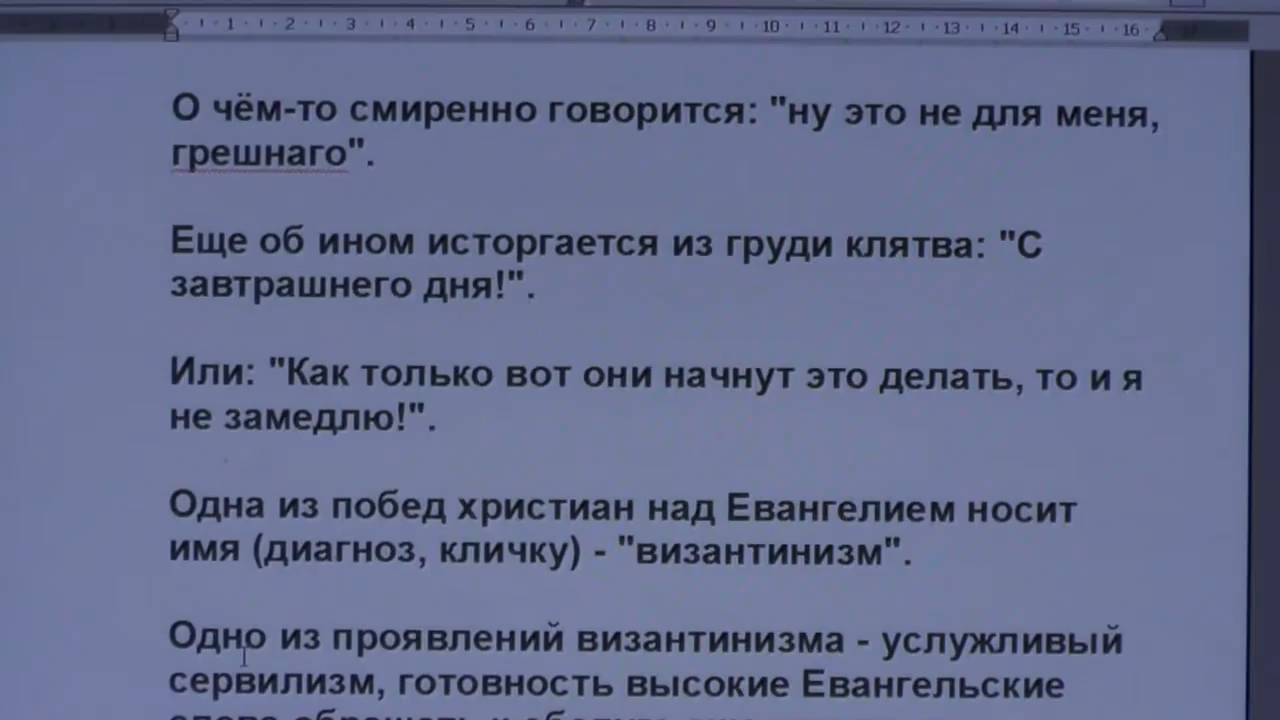 1 2 3 4 5 6 7 8 9 10 11 12 13 14 15 16 17
О чём-то смиренно говорится: "ну это не для меня,
грешнаго".
Еще об ином исторгается из груди клятва: "С
завтрашнего дня!".
Или: "Как только вот они начнут это делать, то и я
не замедлю!".
Одна из побед христиан над Евангелием носит
имя (диагноз, кличку) - "византинизм".
Одно из проявлений византинизма - услужливый
сервилизм, готовность высокие Евангельские